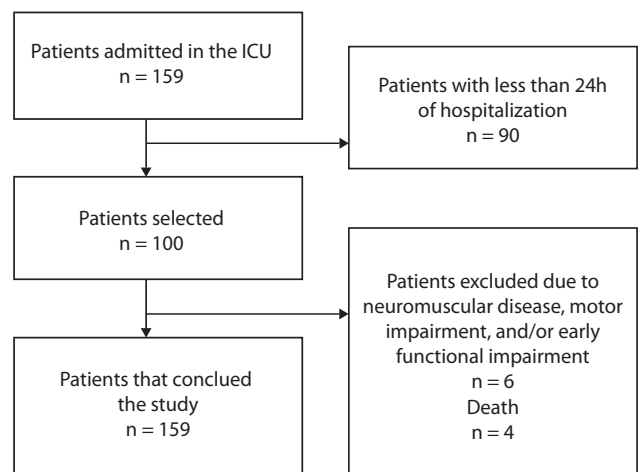 Patients admitted in the ICU
n = 159
Patients with less than 24h
of hospitalization
n = 90
Patients selected
n = 100
Patients excluded due to
neuromuscular disease, motor
impairment, and/or early
functional impairment
n = 6
Death
n = 4
Patients that conclued
the study
n = 159